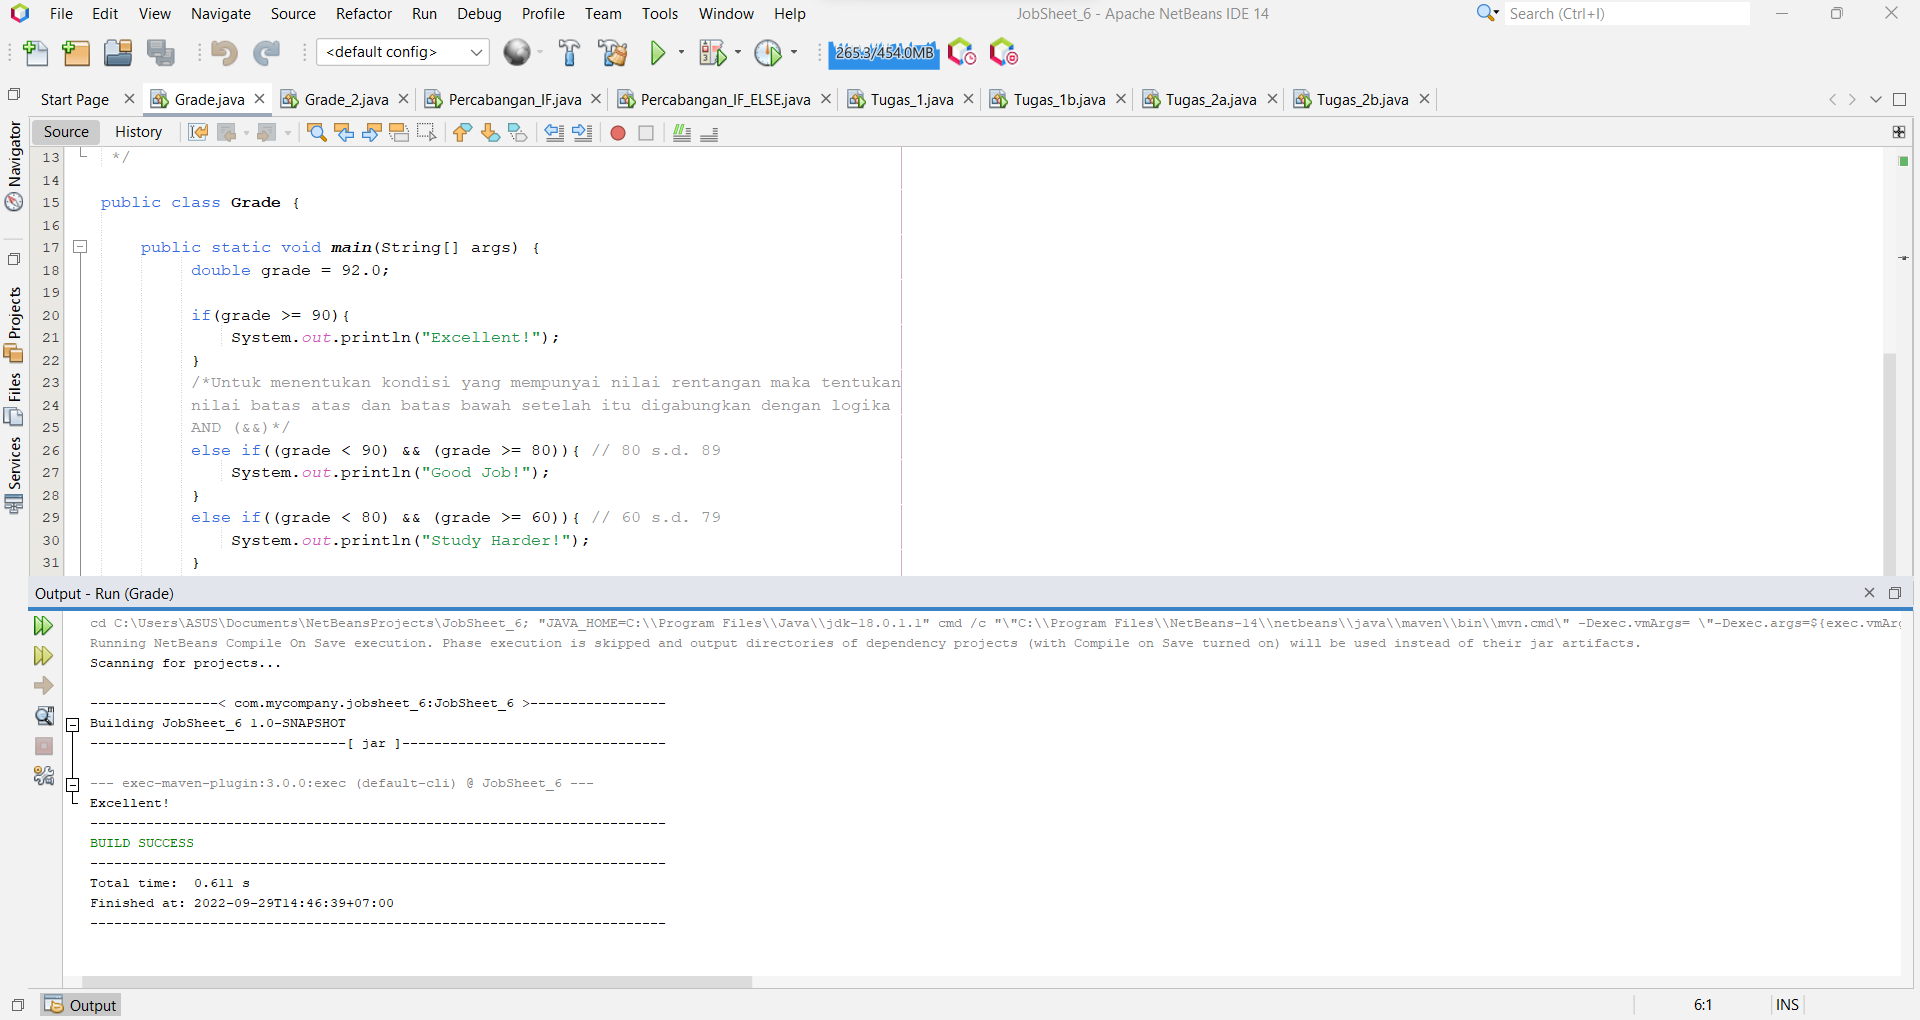 File Edit View Navigate Source Refactor Run Debug Profile Team Tools Window Help JobSheet_6 - Apache NetBeans IDE 14 Search (Ctrl+I)
<default config> 265.3/454.0MB
Start Page Grade.java Grade_2.java Percabangan_IF.java Percabangan_IF_ELSE.java Tugas_1.java Tugas_1b.java Tugas_2a.java Tugas_2b.java
Source History
Navigator
Projects
Files
Services
13 */
14
15 public class Grade {
16
17 public static void main(String[] args) {
18 double grade = 92.0;
19
20 if(grade >= 90){
21 System.out.println("Excellent!");
22 }
23 /*Untuk menentukan kondisi yang mempunyai nilai rentangan maka tentukan
24 nilai batas atas dan batas bawah setelah itu digabungkan dengan logika
25 AND (&&)*/
26 else if((grade < 90) && (grade >= 80)){ // 80 s.d. 89
27 System.out.println("Good Job!");
28 }
29 else if((grade < 80) && (grade >= 60)){ // 60 s.d. 79
30 System.out.println("Study Harder!");
31 }
Output - Run (Grade)
cd C:\Users\ASUS\Documents\NetBeansProjects\JobSheet_6; "JAVA_HOME=C:\\Program Files\\Java\\jdk-18.0.1.1" cmd /c "\"C:\\Program Files\\NetBeans-14\\netbeans\\java\\maven\\bin\\mvn.cmd\" -Dexec.vmArgs= \"-Dexec.args=${exec.vmArg
Running NetBeans Compile On Save execution. Phase execution is skipped and output directories of dependency projects (with Compile on Save turned on) will be used instead of their jar artifacts.
Scanning for projects...
----------------< com.mycompany.jobsheet_6:JobSheet_6 >-----------------
Building JobSheet_6 1.0-SNAPSHOT
--------------------------------[ jar ]---------------------------------
--- exec-maven-plugin:3.0.0:exec (default-cli) @ JobSheet_6 ---
Excellent!
------------------------------------------------------------------------
BUILD SUCCESS
------------------------------------------------------------------------
Total time:  0.611 s
Finished at: 2022-09-29T14:46:39+07:00
------------------------------------------------------------------------
Output 6:1 INS